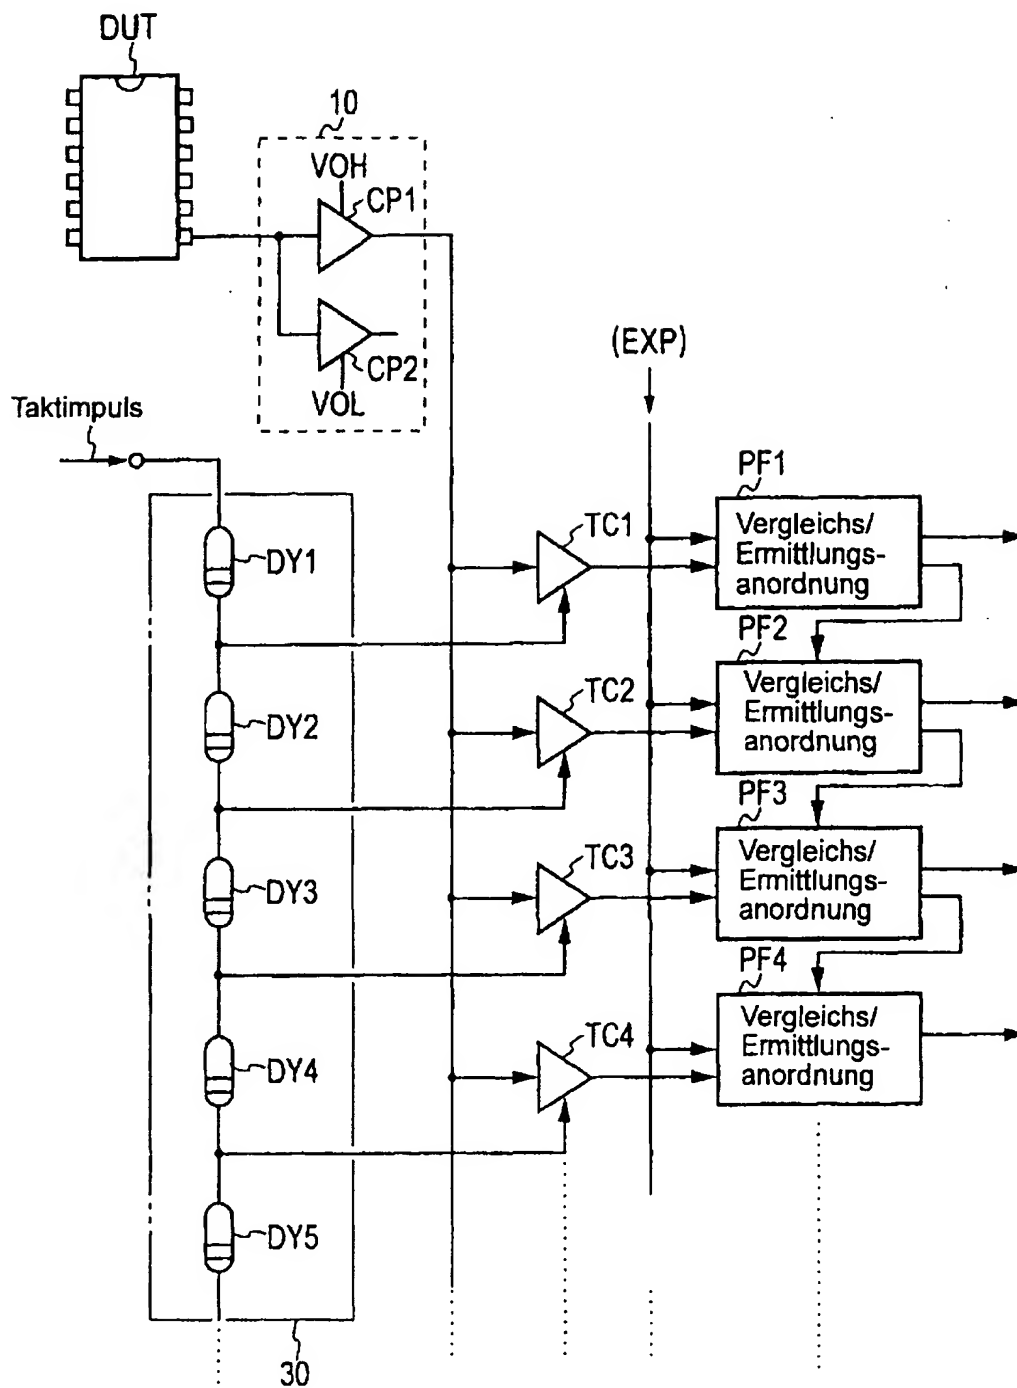 DUT
10
VOH
CP1
CP2
VOL
(EXP)
Taktimpuls
PF1
Vergleichs/
Ermittlungs-
anordnung
TC1
DY1
PF2
Vergleichs/
Ermittlungs-
anordnung
TC2
DY2
PF3
Vergleichs/
Ermittlungs-
anordnung
TC3
DY3
PF4
Vergleichs/
Ermittlungs-
anordnung
TC4
DY4
DY5
30